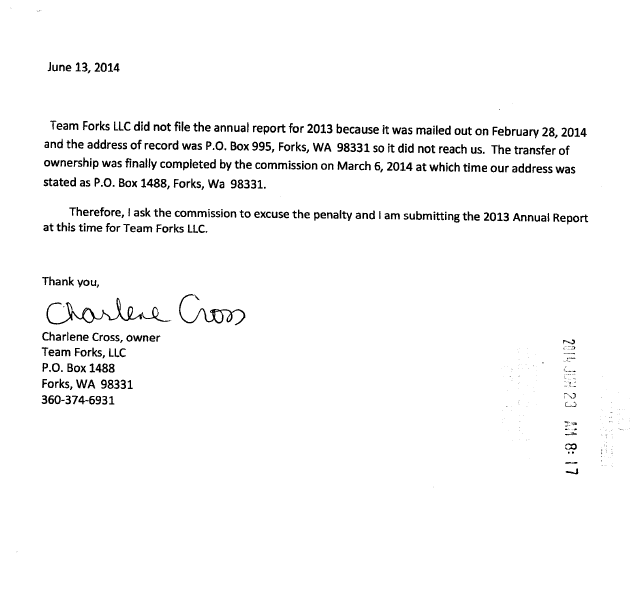 June 13, 2014
Team Forks LLC did not file the annual report for 2013 because it was mailed out on February 28, 2014
and the address of record was P.O. Box 995, Forks, WA 98331 so it did not reach us. The transfer of
ownership was finally completed by the commission on March 6, 2014 at which time our address was
stated as P.O. Box 1488, Forks, Wa 98331.
Therefore, I ask the commission to excuse the penalty and I am submitting the 2013 Annual Report
at this time for Team Forks LLC.
Thank you,
Charlene Cross
Charlene Cross, owner
Team Forks, LLC
P.O. Box 1488
Forks, WA 98331
360-374-6931
2014 JUN 23 AM 8:17